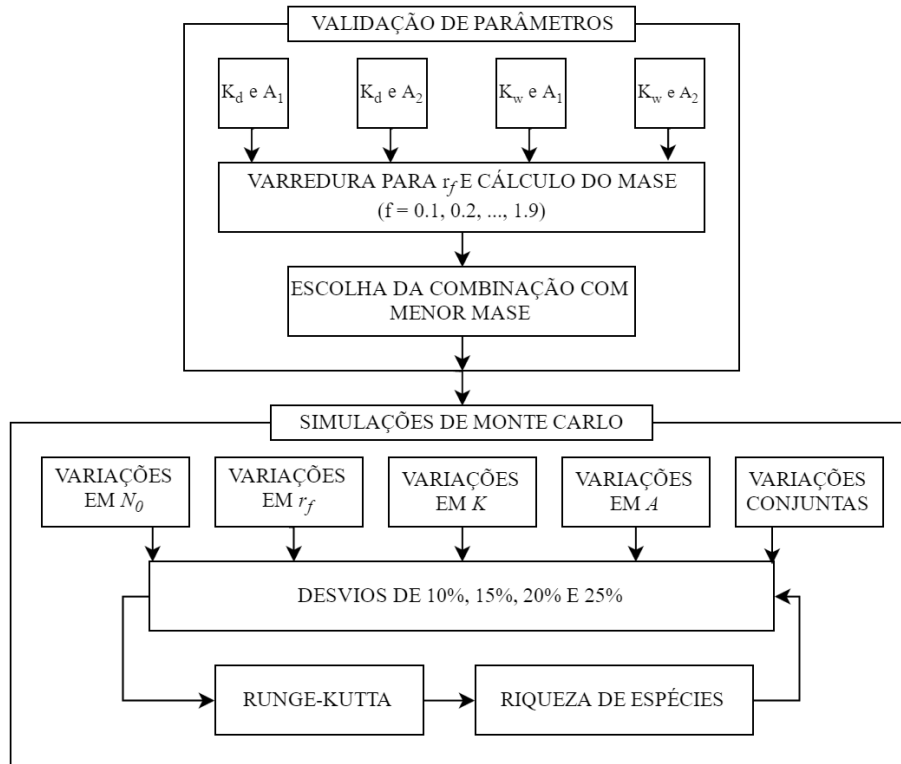 VALIDAÇÃO DE PARÂMETROS
K_d e A_1
K_d e A_2
K_w e A_1
K_w e A_2
VARREDURA PARA r_f E CÁLCULO DO MASE
(f = 0.1, 0.2, ..., 1.9)
ESCOLHA DA COMBINAÇÃO COM
MENOR MASE
SIMULAÇÕES DE MONTE CARLO
VARIAÇÕES
EM N_0
VARIAÇÕES
EM r_f
VARIAÇÕES
EM K
VARIAÇÕES
EM A
VARIAÇÕES
CONJUNTAS
DESVIOS DE 10%, 15%, 20% E 25%
RUNGE-KUTTA
RIQUEZA DE ESPÉCIES